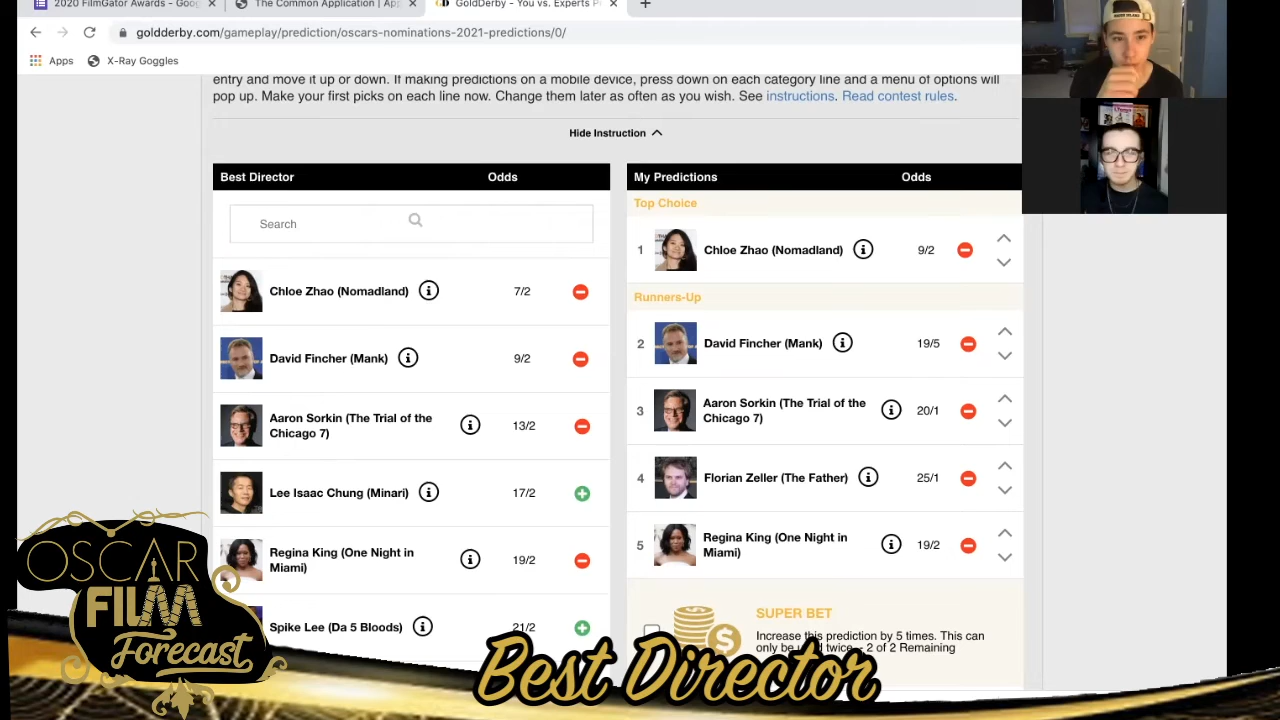 2020 FilmGator Awards - Goog
The Common Application | App
GoldDerby - You vs. Experts P
goldderby.com/gameplay/prediction/oscars-nominations-2021-predictions/0/
Apps
X-Ray Goggles
entry and move it up or down. If making predictions on a mobile device, press down on each category line and a menu of options will
pop up. Make your first picks on each line now. Change them later as often as you wish. See instructions. Read contest rules.
Hide Instruction
Best Director Odds
Search
Chloe Zhao (Nomadland) 7/2
David Fincher (Mank) 9/2
Aaron Sorkin (The Trial of the
Chicago 7) 13/2
Lee Isaac Chung (Minari) 17/2
Regina King (One Night in
Miami) 19/2
Spike Lee (Da 5 Bloods) 21/2
My Predictions Odds
Top Choice
1 Chloe Zhao (Nomadland) 9/2
Runners-Up
2 David Fincher (Mank) 19/5
3 Aaron Sorkin (The Trial of the
Chicago 7) 20/1
4 Florian Zeller (The Father) 25/1
5 Regina King (One Night in
Miami) 19/2
SUPER BET
Increase this prediction by 5 times. This can
only be twice - 2 of 2 Remaining
OSCAR
FILM
Forecast
Best Director